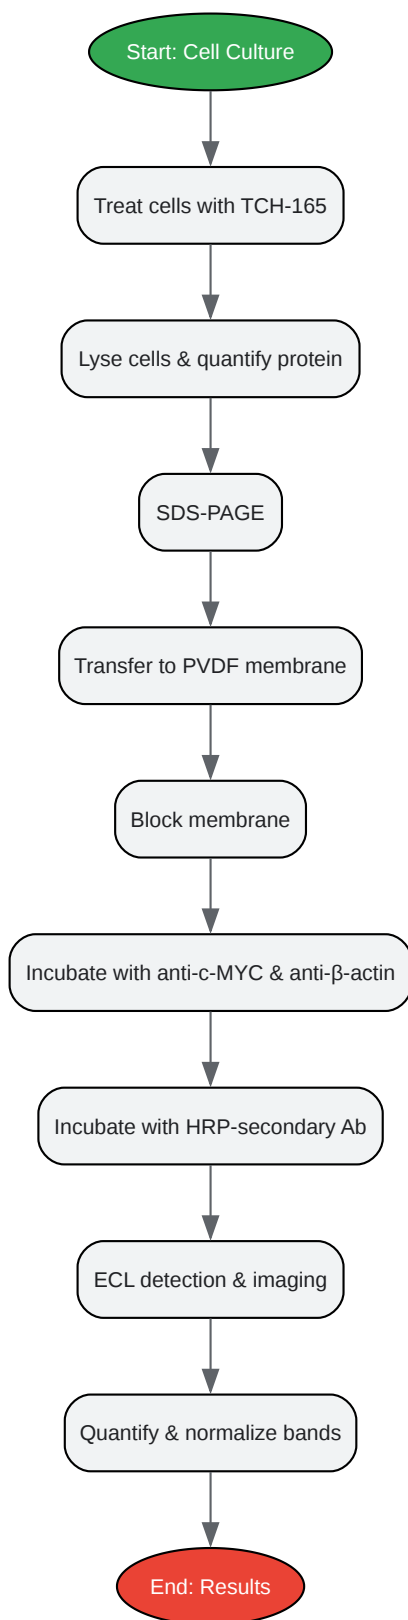 Start: Cell Culture
Treat cells with TCH-165
Lyse cells & quantify protein
SDS-PAGE
Transfer to PVDF membrane
Block membrane
Incubate with anti-c-MYC & anti-β-actin
Incubate with HRP-secondary Ab
ECL detection & imaging
Quantify & normalize bands
End: Results